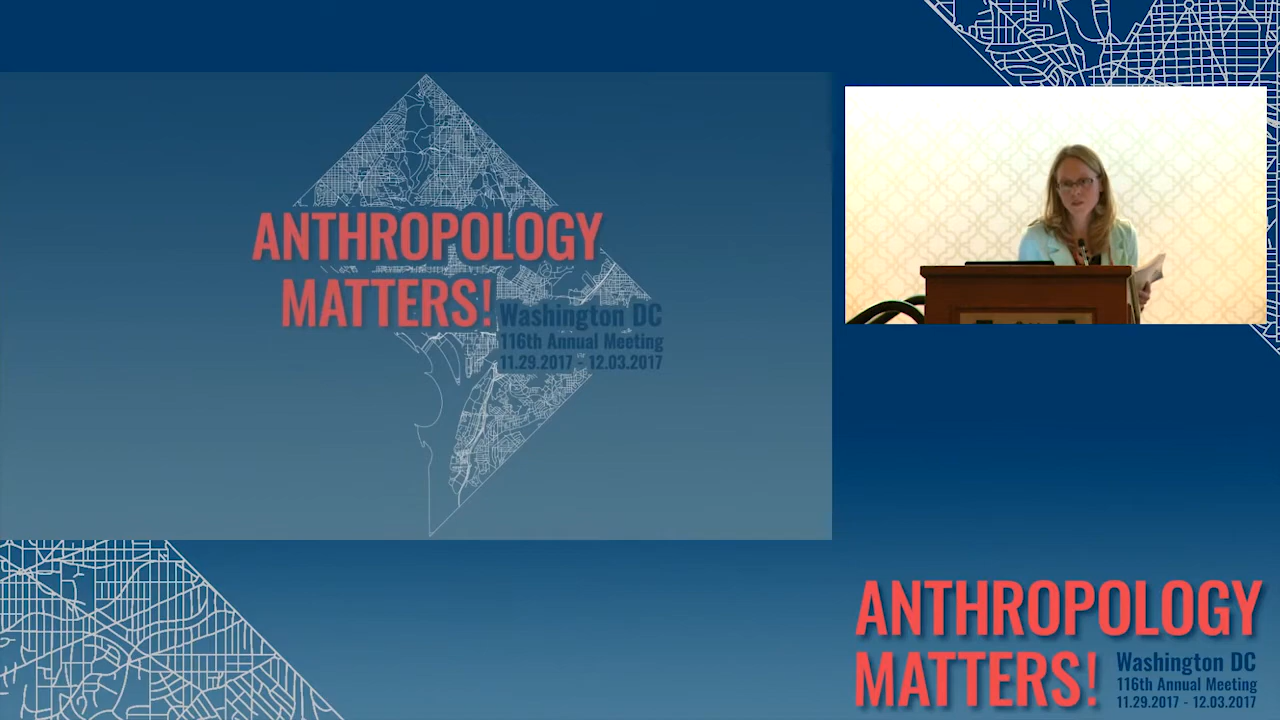 ANTHROPOLOGY
MATTERS!
Washington DC
116th Annual Meeting
11.29.2017 - 12.03.2017
ANTHROPOLOGY
MATTERS!
Washington DC
116th Annual Meeting
11.29.2017 - 12.03.2017